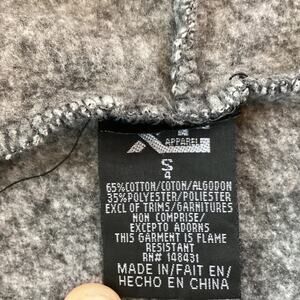 APPAREL
S
4
65%COTTON/COTON/ALGODON
35%POLYESTER/POLIESTER
EXCL OF TRIMS/GARNITURES
NON COMPRISE/
EXCEPTO ADORNS
THIS GARMENT IS FLAME
RESISTANT
RN# 148431
MADE IN/FAIT EN/
HECHO EN CHINA